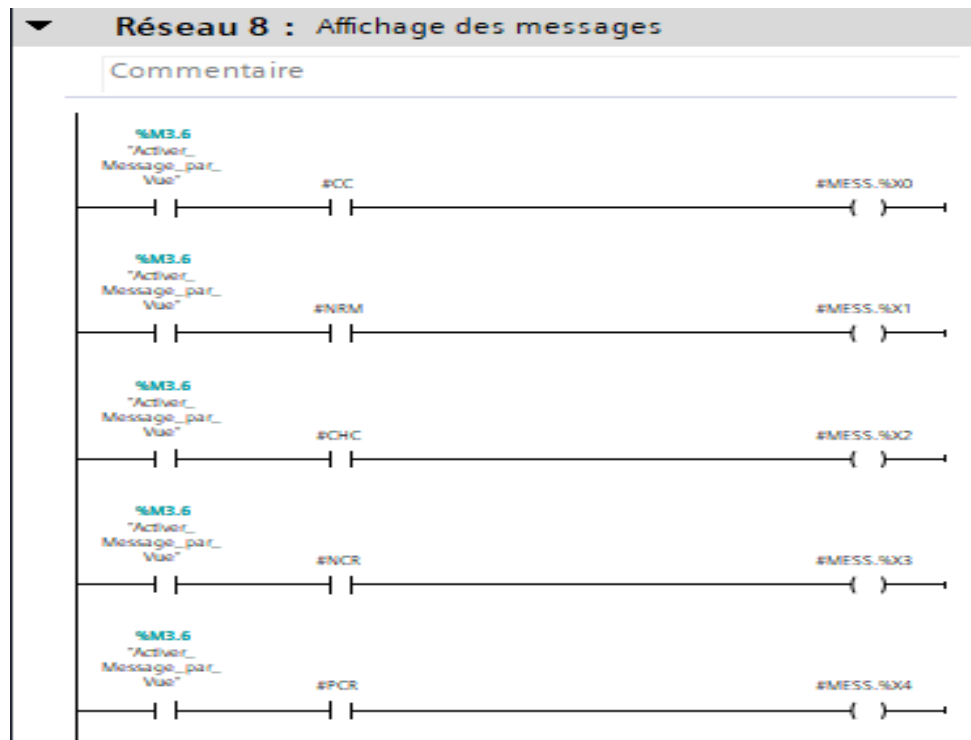 Réseau 8 : Affichage des messages
Commentaire
%M3.6
"Activer_
Message_par_
Vue"
#CC
#MESS.%X0
%M3.6
"Activer_
Message_par_
Vue"
#NRM
#MESS.%X1
%M3.6
"Activer_
Message_par_
Vue"
#CHC
#MESS.%X2
%M3.6
"Activer_
Message_par_
Vue"
#NCR
#MESS.%X3
%M3.6
"Activer_
Message_par_
Vue"
#PCR
#MESS.%X4